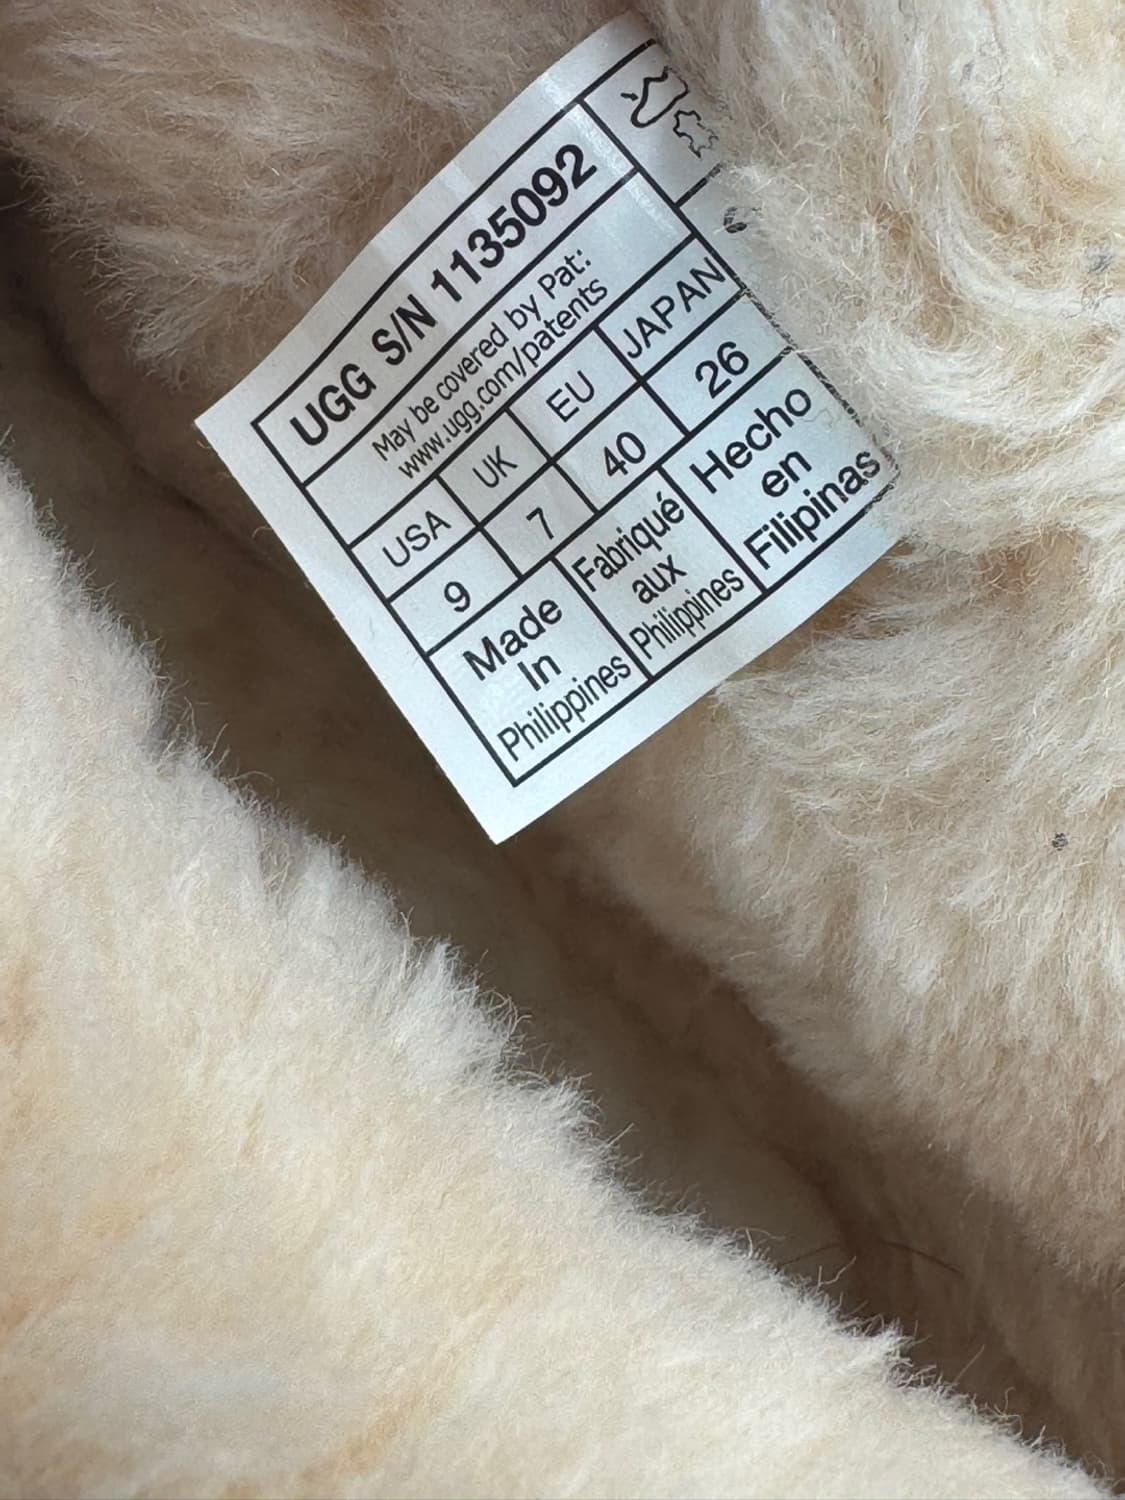 UGG S/N 1135092
May be covered by Pat:
www.ugg.com/patents
USA UK EU JAPAN
9 7 40 26
Made
In
Philippines
Fabriqué
aux
Philippines
Hecho
en
Filipinas